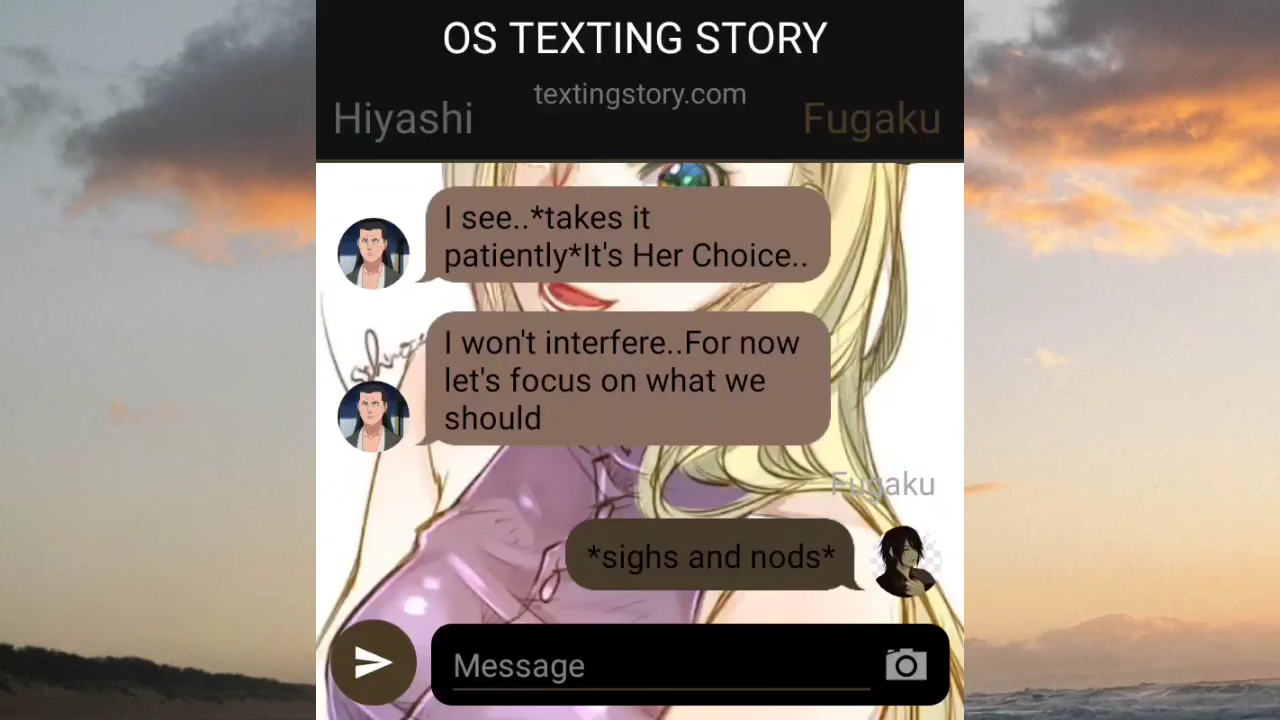 OS TEXTING STORY
textingstory.com
Hiyashi
Fugaku
I see..*takes it
patiently*It's Her Choice..
I won't interfere..For now
let's focus on what we
should
Fugaku
*sighs and nods*
Message